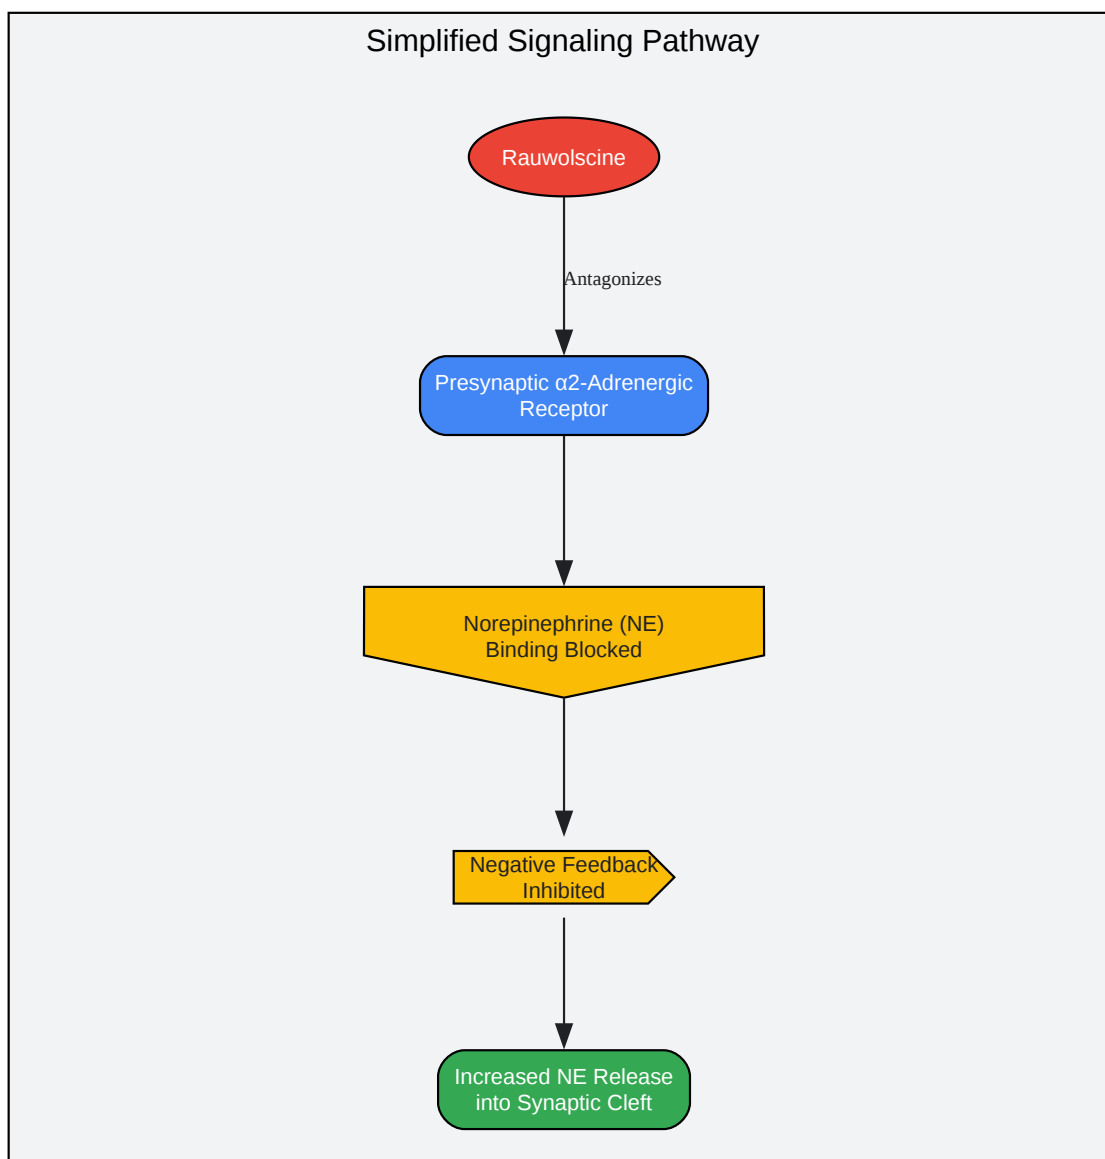 Simplified Signaling Pathway
Rauwolscine
Antagonizes
Presynaptic α2-Adrenergic
Receptor
Norepinephrine (NE)
Binding Blocked
Negative Feedback
Inhibited
Increased NE Release
into Synaptic Cleft